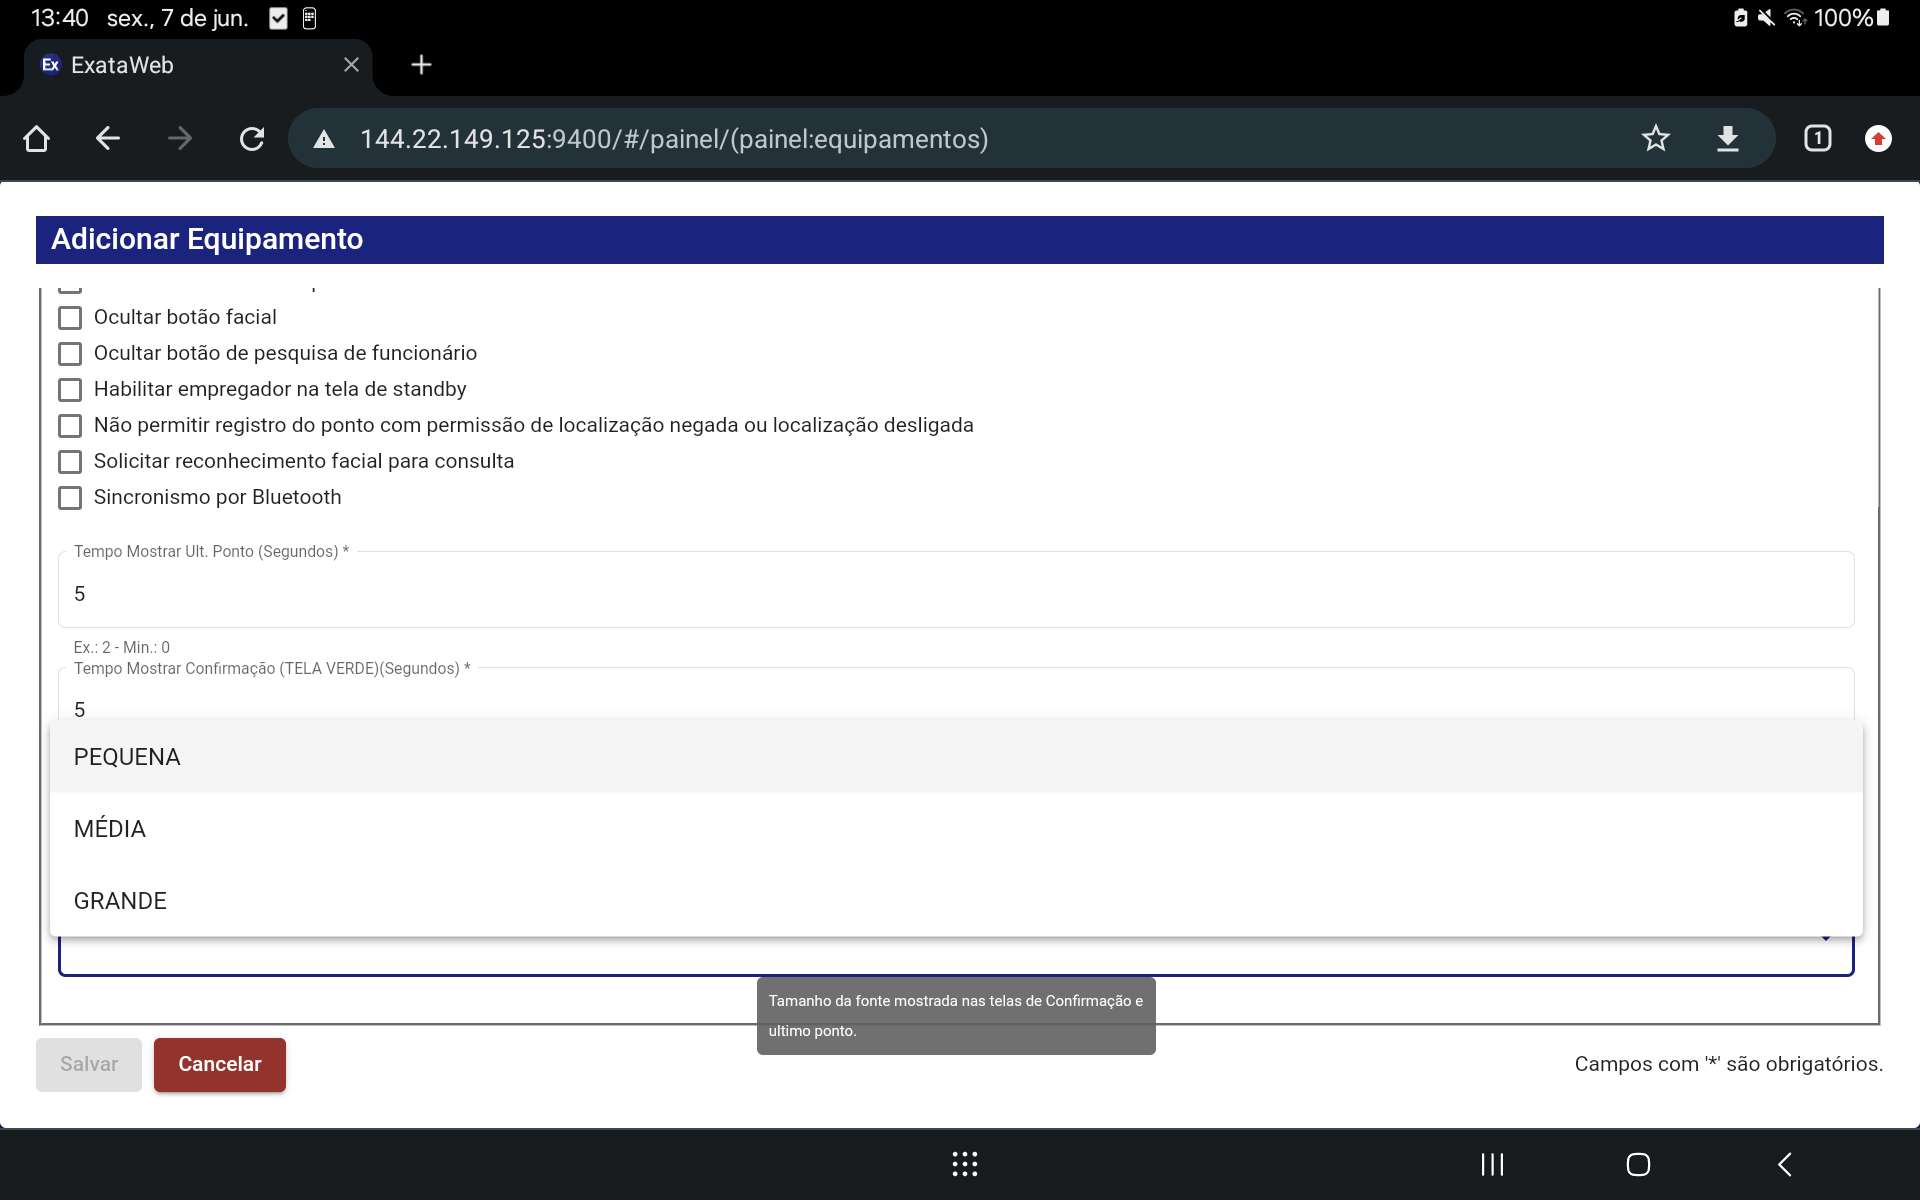 13:40 sex., 7 de jun.
100%
Ex ExataWeb
144.22.149.125:9400/#/painel/(painel:equipamentos)
1
Adicionar Equipamento
Ocultar botão facial
Ocultar botão de pesquisa de funcionário
Habilitar empregador na tela de standby
Não permitir registro do ponto com permissão de localização negada ou localização desligada
Solicitar reconhecimento facial para consulta
Sincronismo por Bluetooth
Tempo Mostrar Ult. Ponto (Segundos) *
5
Ex.: 2 - Min.: 0
Tempo Mostrar Confirmação (TELA VERDE)(Segundos) *
5
PEQUENA
MÉDIA
GRANDE
Tamanho da fonte mostrada nas telas de Confirmação e
ultimo ponto.
Salvar
Cancelar
Campos com '*' são obrigatórios.